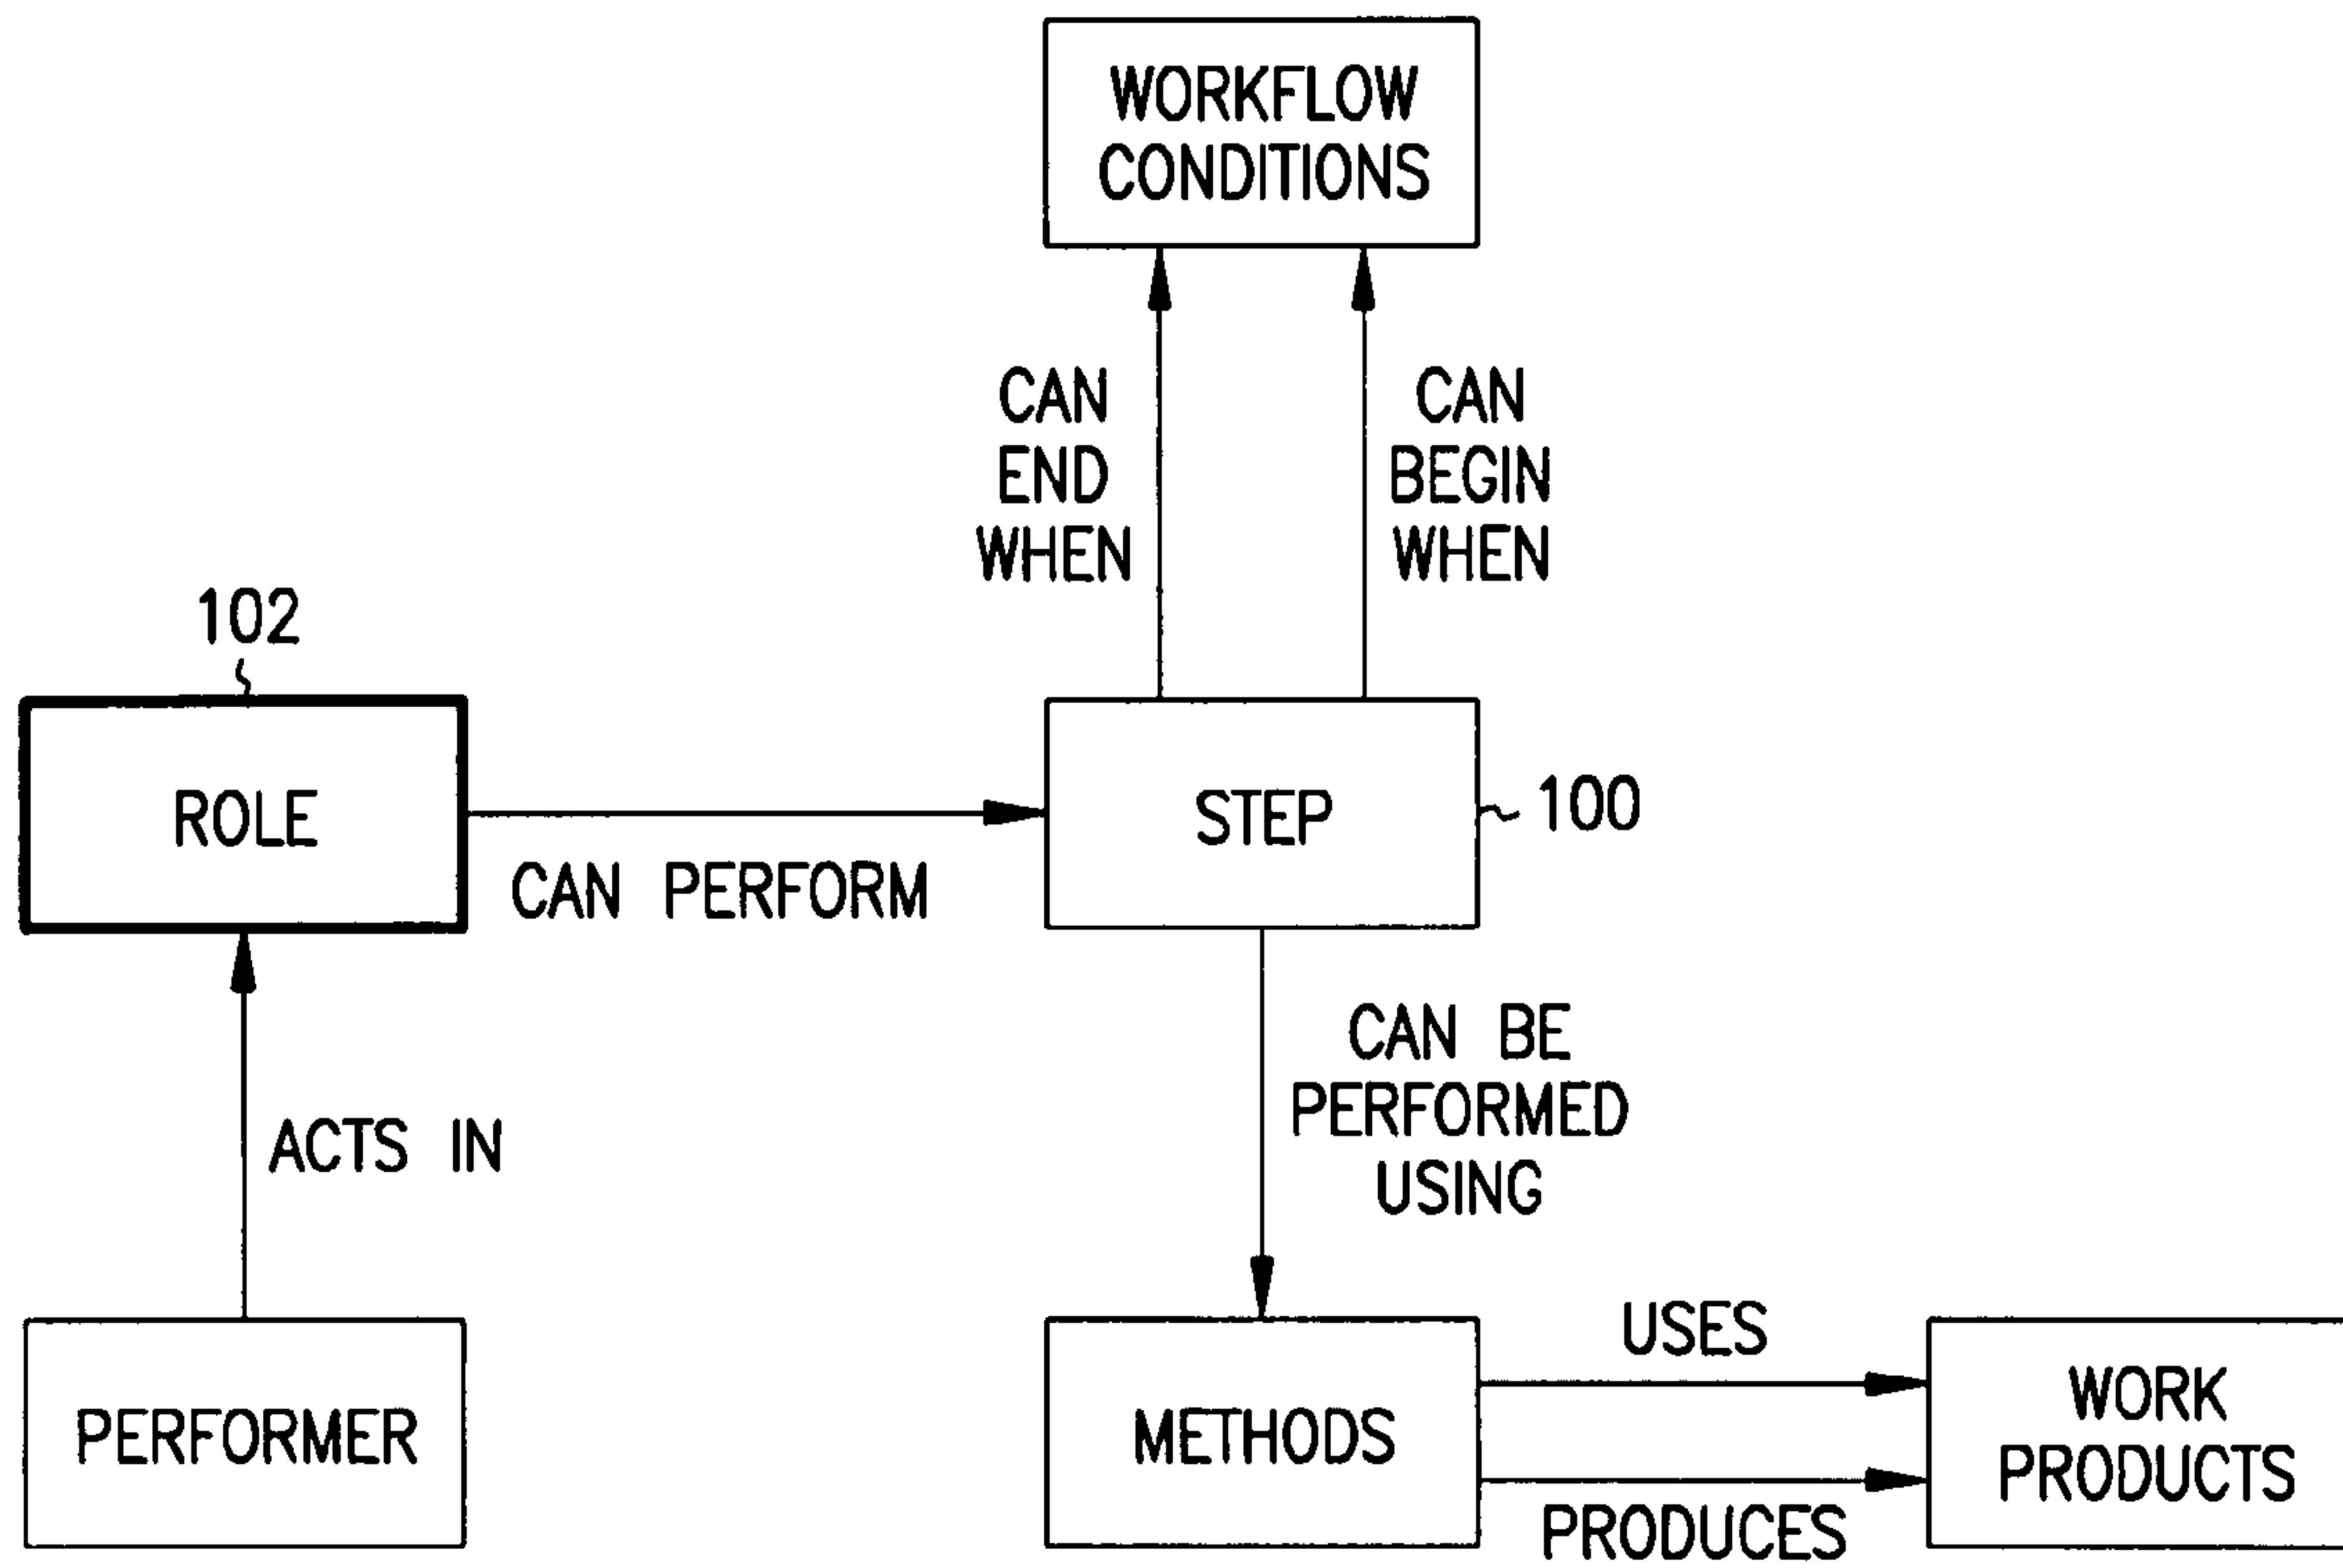 WORKFLOW
CONDITIONS
CAN
END
WHEN
CAN
BEGIN
WHEN
102
ROLE
CAN PERFORM
STEP
100
ACTS IN
CAN BE
PERFORMED
USING
PERFORMER
METHODS
USES
PRODUCES
WORK
PRODUCTS